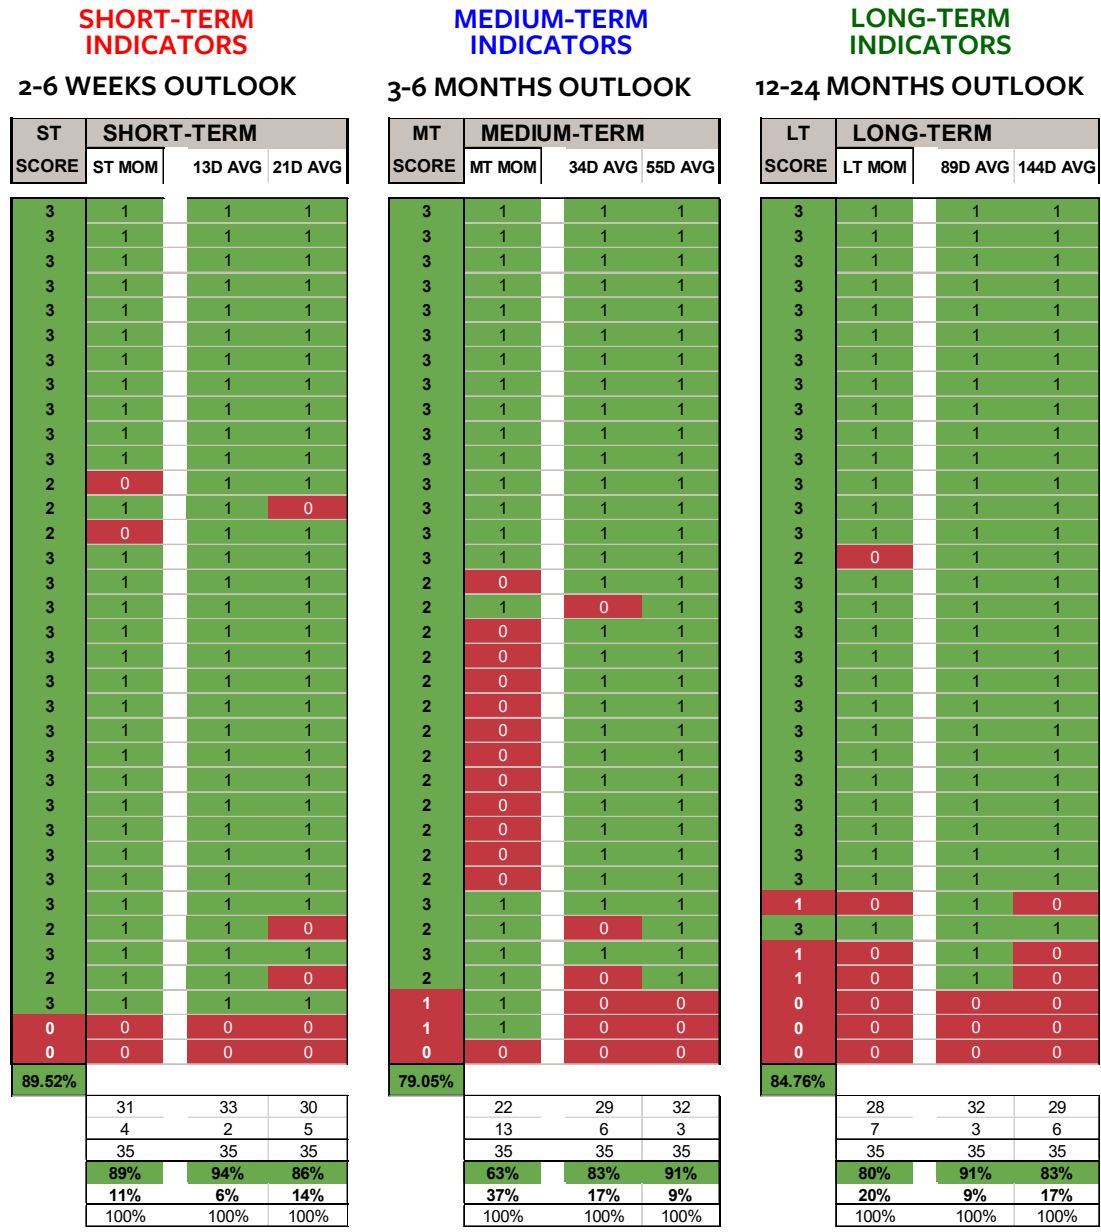 SHORT-TERM INDICATORS MEDIUM-TERM INDICATORS LONG-TERM INDICATORS
2-6 WEEKS OUTLOOK 3-6 MONTHS OUTLOOK 12-24 MONTHS OUTLOOK
ST SHORT-TERM MT MEDIUM-TERM LT LONG-TERM
SCORE ST MOM 13D AVG 21D AVG SCORE MT MOM 34D AVG 55D AVG SCORE LT MOM 89D AVG 144D AVG
3 1 1 1 3 1 1 1 3 1 1 1
3 1 1 1 3 1 1 1 3 1 1 1
3 1 1 1 3 1 1 1 3 1 1 1
3 1 1 1 3 1 1 1 3 1 1 1
3 1 1 1 3 1 1 1 3 1 1 1
3 1 1 1 3 1 1 1 3 1 1 1
3 1 1 1 3 1 1 1 3 1 1 1
3 1 1 1 3 1 1 1 3 1 1 1
3 1 1 1 3 1 1 1 3 1 1 1
3 1 1 1 3 1 1 1 3 1 1 1
3 1 1 1 3 1 1 1 3 1 1 1
2 0 1 1 3 1 1 1 3 1 1 1
2 1 1 0 3 1 1 1 3 1 1 1
2 0 1 1 3 1 1 1 3 1 1 1
3 1 1 1 3 1 1 1 2 0 1 1
3 1 1 1 2 0 1 1 3 1 1 1
3 1 1 1 2 1 0 1 3 1 1 1
3 1 1 1 2 0 1 1 3 1 1 1
3 1 1 1 2 0 1 1 3 1 1 1
3 1 1 1 2 0 1 1 3 1 1 1
3 1 1 1 2 0 1 1 3 1 1 1
3 1 1 1 2 0 1 1 3 1 1 1
3 1 1 1 2 0 1 1 3 1 1 1
3 1 1 1 2 0 1 1 3 1 1 1
3 1 1 1 2 0 1 1 3 1 1 1
3 1 1 1 2 0 1 1 3 1 1 1
3 1 1 1 2 0 1 1 3 1 1 1
3 1 1 1 2 0 1 1 3 1 1 1
3 1 1 1 3 1 1 1 1 0 1 0
2 1 1 0 2 1 0 1 3 1 1 1
3 1 1 1 3 1 1 1 1 0 1 0
2 1 1 0 2 1 0 1 1 0 1 0
3 1 1 1 1 1 0 0 0 0 0 0
0 0 0 0 1 1 0 0 0 0 0 0
0 0 0 0 0 0 0 0 0 0 0 0
89.52% 79.05% 84.76%
31 33 30 22 29 32 28 32 29
4 2 5 13 6 3 7 3 6
35 35 35 35 35 35 35 35 35
89% 94% 86% 63% 83% 91% 80% 91% 83%
11% 6% 14% 37% 17% 9% 20% 9% 17%
100% 100% 100% 100% 100% 100% 100% 100% 100%